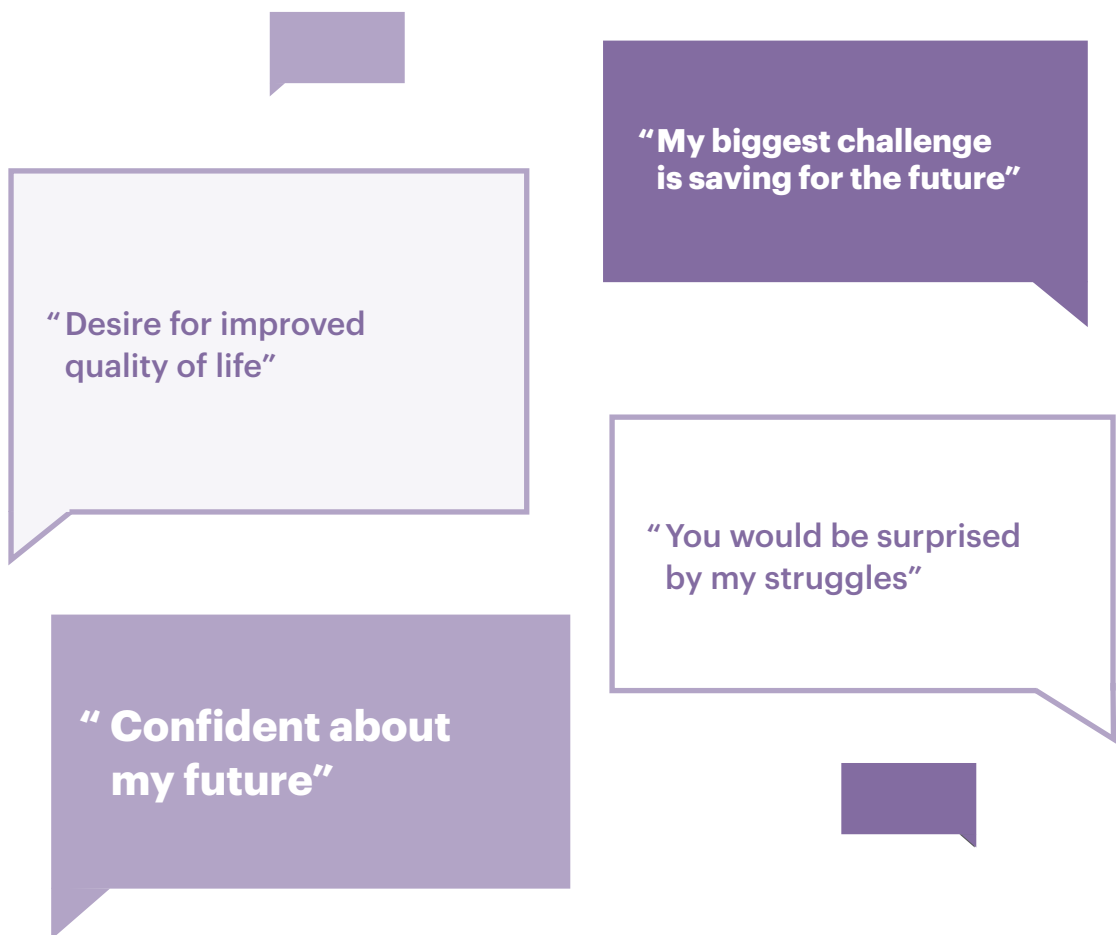 “My biggest challenge
is saving for the future”
“Desire for improved
quality of life”
“You would be surprised
by my struggles”
“Confident about
my future”